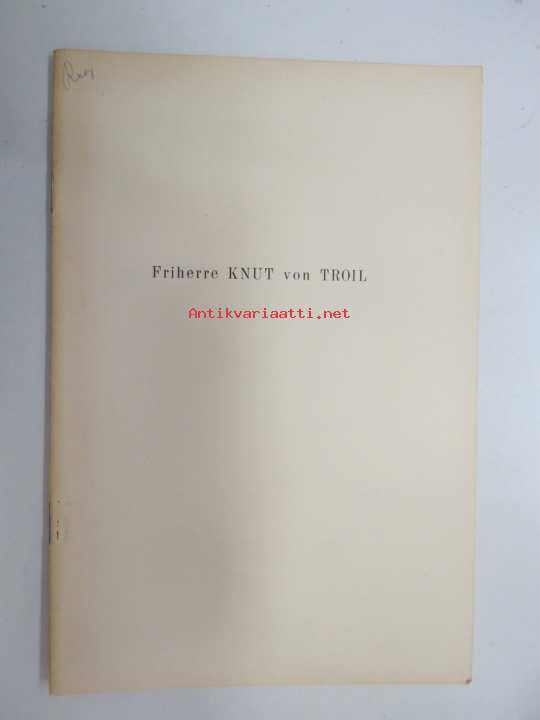 Friherre KNUT von TROIL
Antikvariaatti.net